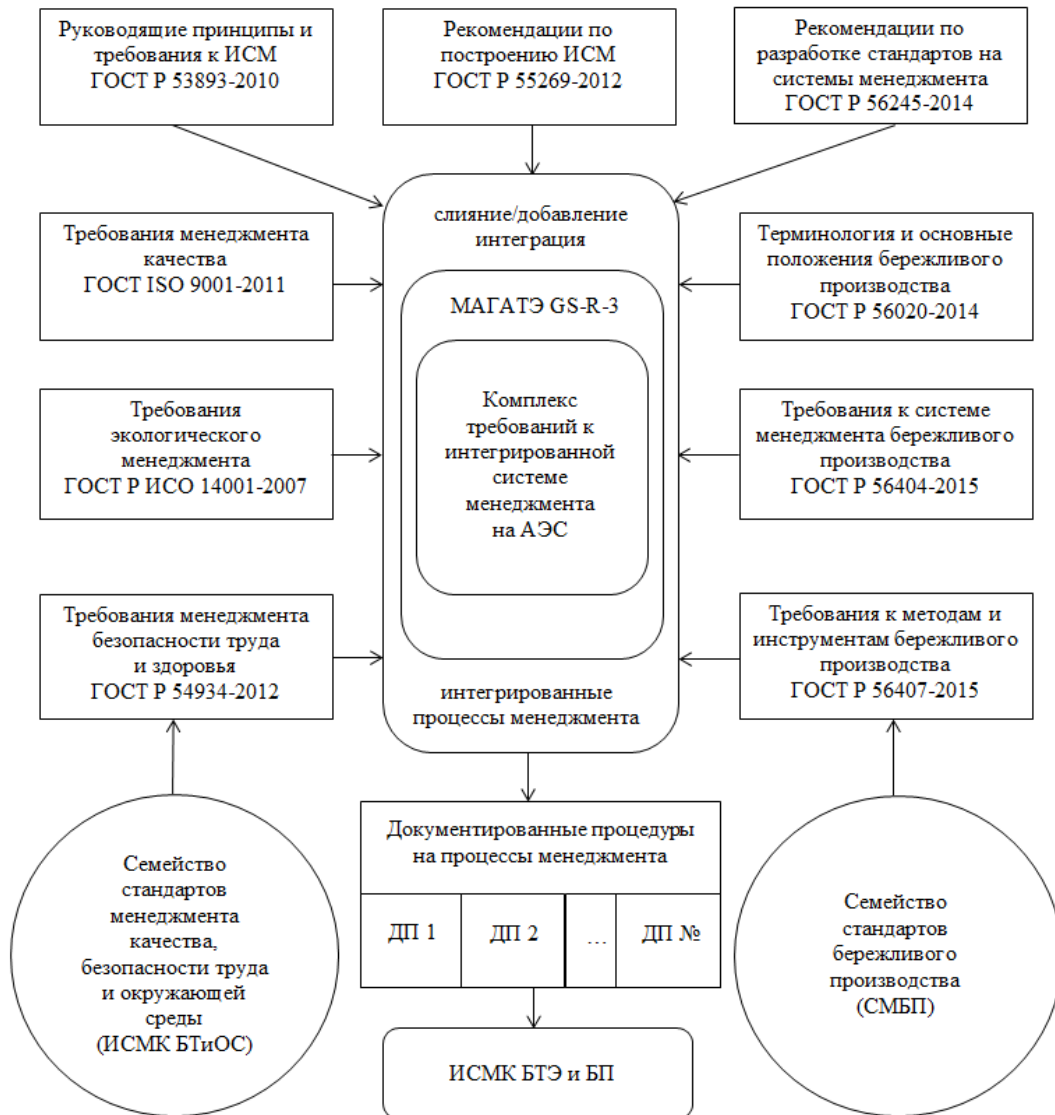 Руководящие принципы и
требования к ИСМ
ГОСТ Р 53893-2010
Рекомендации по
построению ИСМ
ГОСТ Р 55269-2012
Рекомендации по
разработке стандартов на
системы менеджмента
ГОСТ Р 56245-2014
слияние/добавление
интеграция
Требования менеджмента
качества
ГОСТ ISO 9001-2011
МАГАТЭ GS-R-3
Терминология и основные
положения бережливого
производства
ГОСТ Р 56020-2014
Требования
экологического
менеджмента
ГОСТ Р ИСО 14001-2007
Комплекс
требований к
интегрированной
системе
менеджмента
на АЭС
Требования к системе
менеджмента бережливого
производства
ГОСТ Р 56404-2015
Требования менеджмента
безопасности труда
и здоровья
ГОСТ Р 54934-2012
Требования к методам и
инструментам бережливого
производства
ГОСТ Р 56407-2015
интегрированные
процессы менеджмента
Документированные процедуры
на процессы менеджмента
ДП 1
ДП 2
...
ДП №
Семейство
стандартов
менеджмента
качества,
безопасности труда
и окружающей
среды
(ИСМК БТиОС)
Семейство
стандартов
бережливого
производства
(СМБП)
ИСМК БТЭ и БП